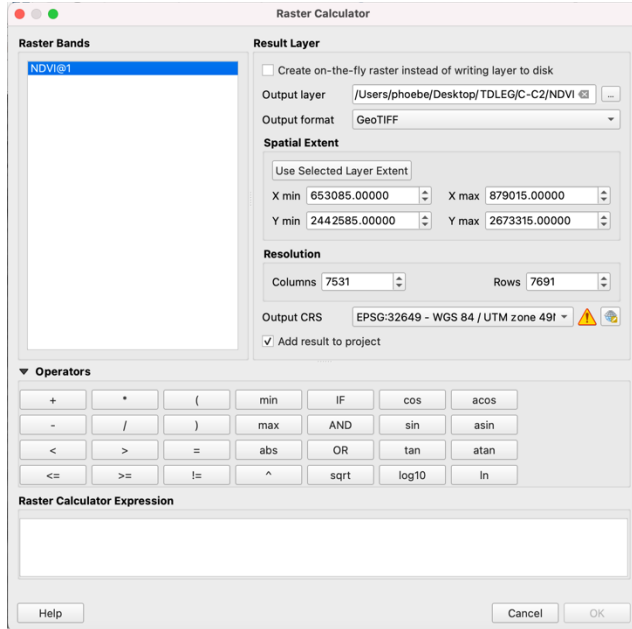 Raster Calculator
Raster Bands
NDVI@1
Result Layer
Create on-the-fly raster instead of writing layer to disk
Output layer /Users/phoebe/Desktop/TDLEG/C-C2/NDVI ...
Output format GeoTIFF
Spatial Extent
Use Selected Layer Extent
X min 653085.00000 X max 879015.00000
Y min 2442585.00000 Y max 2673315.00000
Resolution
Columns 7531 Rows 7691
Output CRS EPSG:32649 - WGS 84 / UTM zone 49
Add result to project
Operators
+ * ( min IF cos acos
- / ) max AND sin asin
< > = abs OR tan atan
<= >= != ^ sqrt log10 ln
Raster Calculator Expression
Help Cancel OK